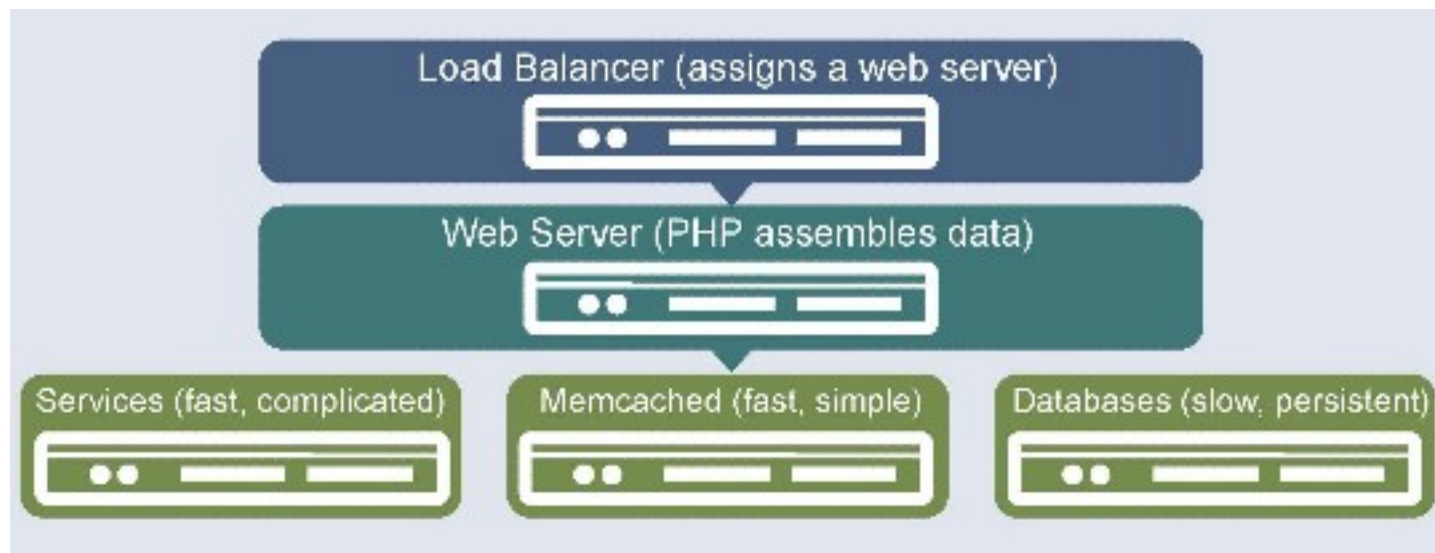 Load Balancer (assigns a web server)
Web Server (PHP assembles data)
Services (fast, complicated)
Memcached (fast, simple)
Databases (slow, persistent)